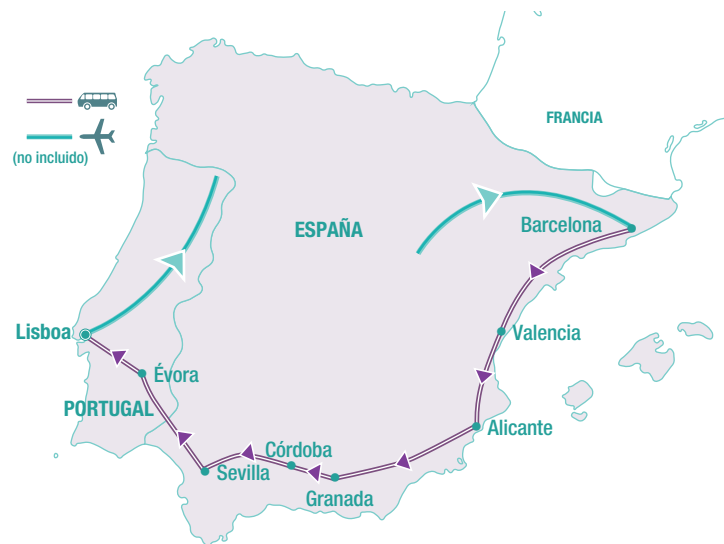 FRANCIA
(no incluido)
ESPAÑA
Barcelona
Lisboa
Valencia
Évora
PORTUGAL
Alicante
Córdoba
Sevilla
Granada